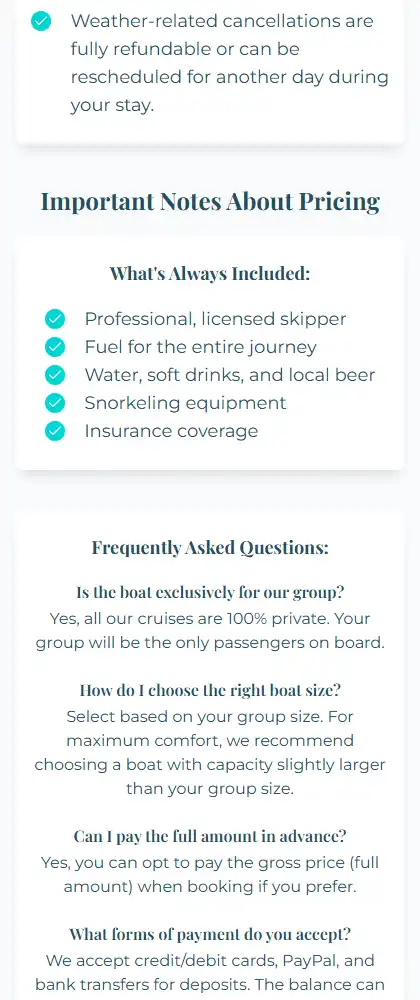 Weather-related cancellations are
fully refundable or can be
rescheduled for another day during
your stay.
Important Notes About Pricing
What's Always Included:
Professional, licensed skipper
Fuel for the entire journey
Water, soft drinks, and local beer
Snorkeling equipment
Insurance coverage
Frequently Asked Questions:
Is the boat exclusively for our group?
Yes, all our cruises are 100% private. Your
group will be the only passengers on board.
How do I choose the right boat size?
Select based on your group size. For
maximum comfort, we recommend
choosing a boat with capacity slightly larger
than your group size.
Can I pay the full amount in advance?
Yes, you can opt to pay the gross price (full
amount) when booking if you prefer.
What forms of payment do you accept?
We accept credit/debit cards, PayPal, and
bank transfers for deposits. The balance can